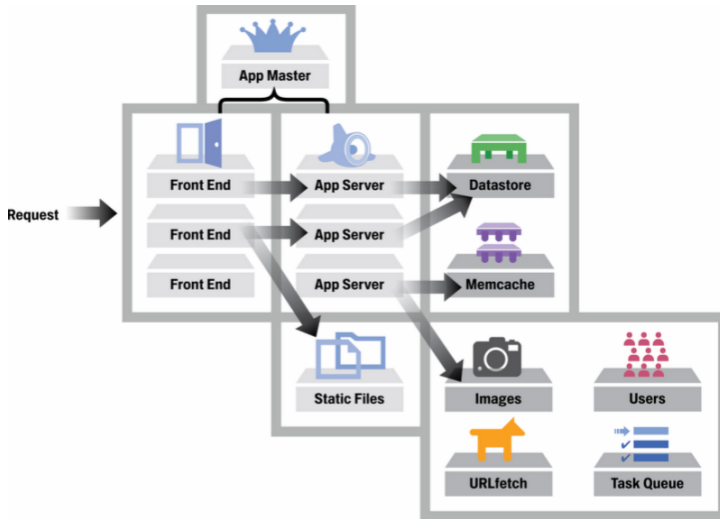 App Master
Front End
App Server
Datastore
Request
Front End
App Server
Front End
App Server
Memcache
Static Files
Images
Users
URLfetch
Task Queue